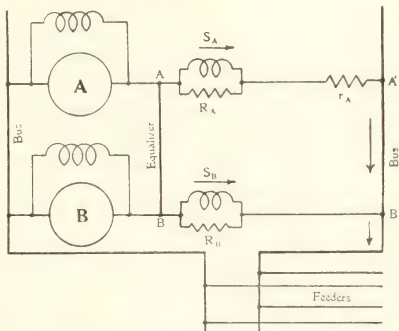 S_A
A
A
R_A
r_A
A'
Bus
Equalizer
Bus
S_B
B
B
R_B
B
Feeders